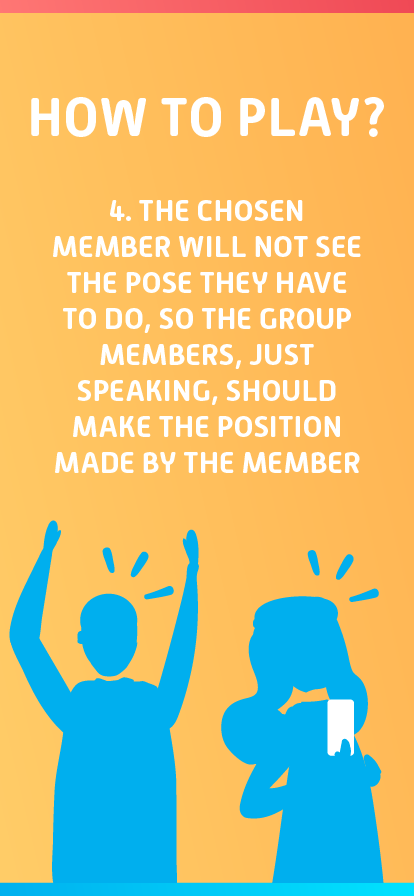 HOW TO PLAY?
4. THE CHOSEN
MEMBER WILL NOT SEE
THE POSE THEY HAVE
TO DO, SO THE GROUP
MEMBERS, JUST
SPEAKING, SHOULD
MAKE THE POSITION
MADE BY THE MEMBER